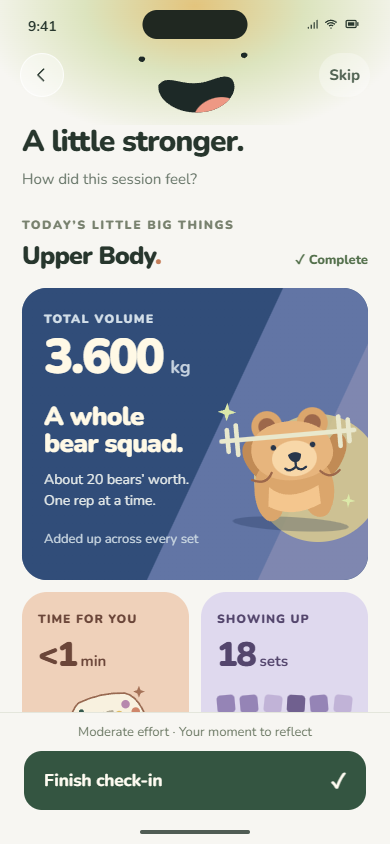 9:41
Skip
A little stronger.
How did this session feel?
TODAY'S LITTLE BIG THINGS
Upper Body.
✓ Complete
TOTAL VOLUME
3.600 kg
A whole
bear squad.
About 20 bears' worth.
One rep at a time.
Added up across every set
TIME FOR YOU
<1 min
SHOWING UP
18 sets
Moderate effort · Your moment to reflect
Finish check-in ✓